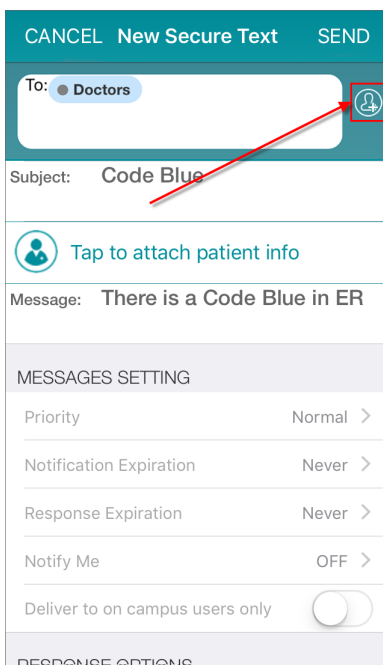 CANCEL New Secure Text SEND
To: Doctors
Subject: Code Blue
Tap to attach patient info
Message: There is a Code Blue in ER
MESSAGES SETTING
Priority Normal
Notification Expiration Never
Response Expiration Never
Notify Me OFF
Deliver to on campus users only
RESPONSE OPTIONS